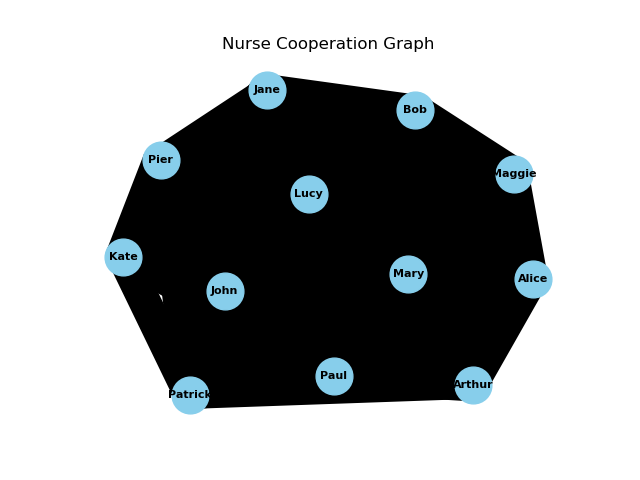 Nurse Cooperation Graph
Jane
Bob
Pier
Maggie
Lucy
Kate
Mary
Alice
John
Paul
Arthur
Patrick